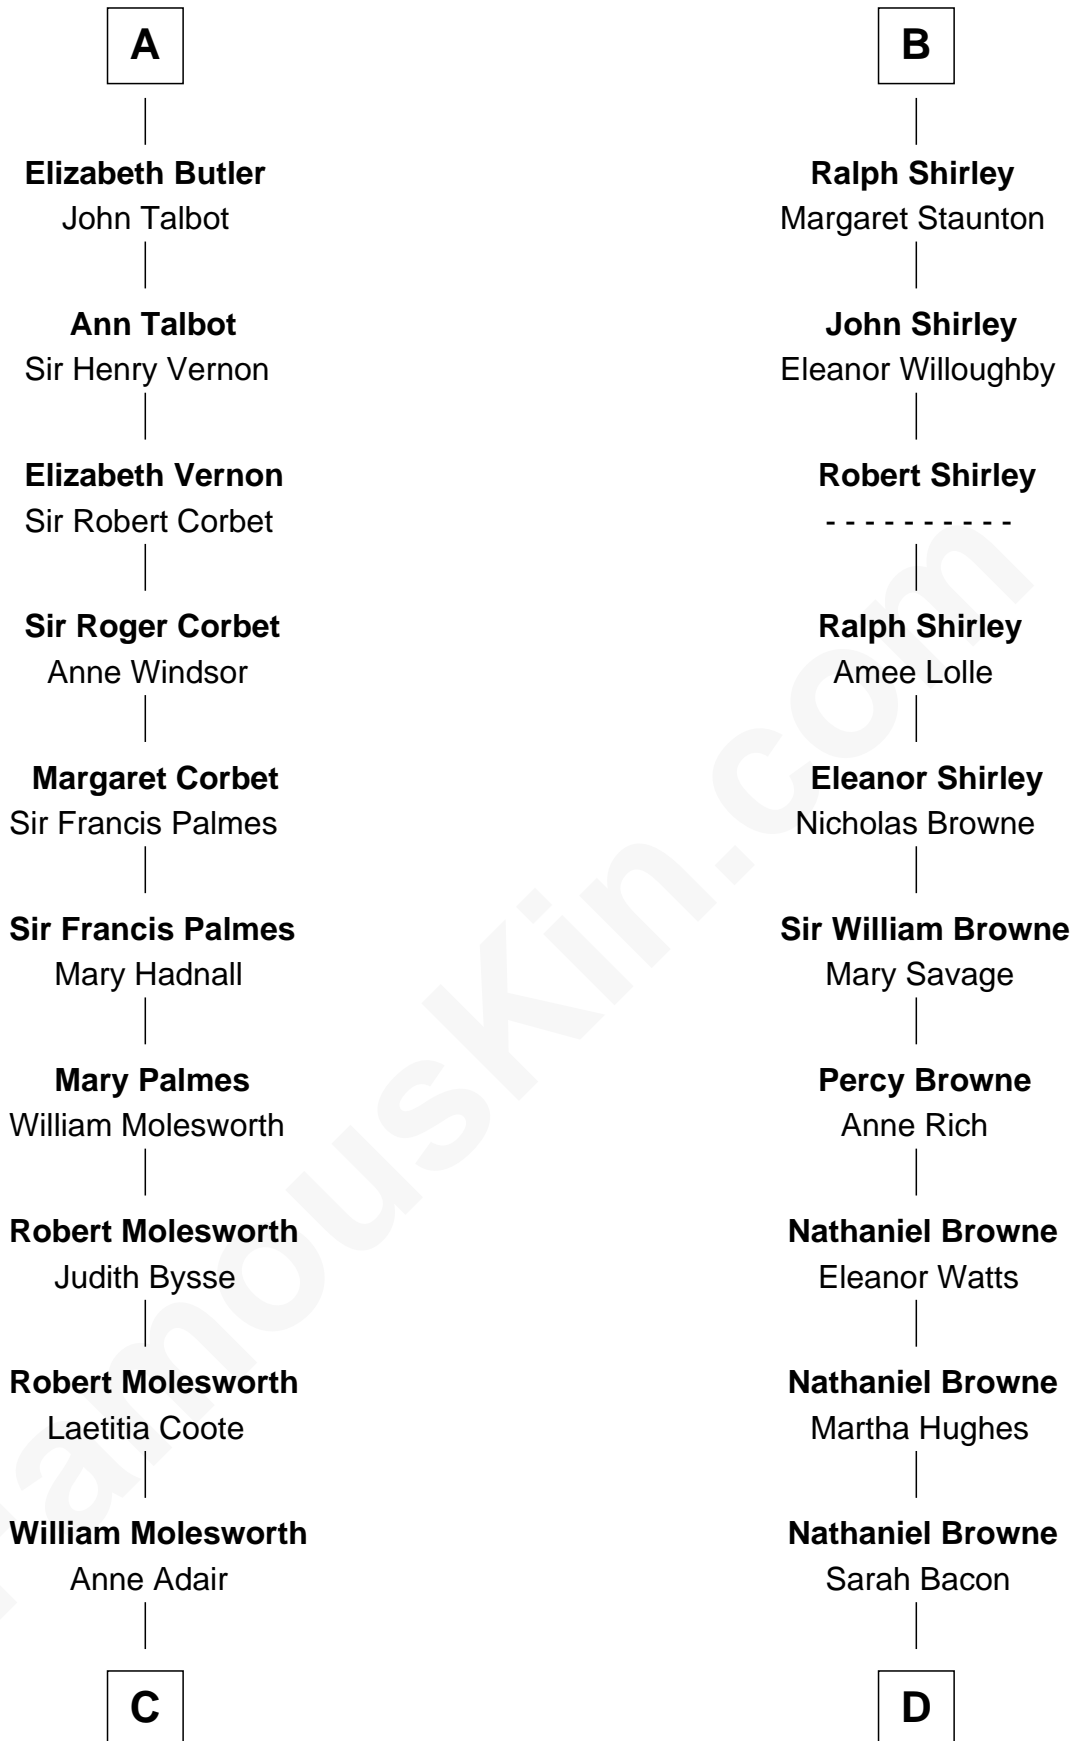 A
Elizabeth Butler
John Talbot
Ann Talbot
Sir Henry Vernon
Elizabeth Vernon
Sir Robert Corbet
Sir Roger Corbet
Anne Windsor
Margaret Corbet
Sir Francis Palmes
Sir Francis Palmes
Mary Hadnall
Mary Palmes
William Molesworth
Robert Molesworth
Judith Bysse
Robert Molesworth
Laetitia Coote
William Molesworth
Anne Adair
C
B
Ralph Shirley
Margaret Staunton
John Shirley
Eleanor Willoughby
Robert Shirley
- - - - - - - - - -
Ralph Shirley
Amee Lolle
Eleanor Shirley
Nicholas Browne
Sir William Browne
Mary Savage
Percy Browne
Anne Rich
Nathaniel Browne
Eleanor Watts
Nathaniel Browne
Martha Hughes
Nathaniel Browne
Sarah Bacon
D
FamousKin.com